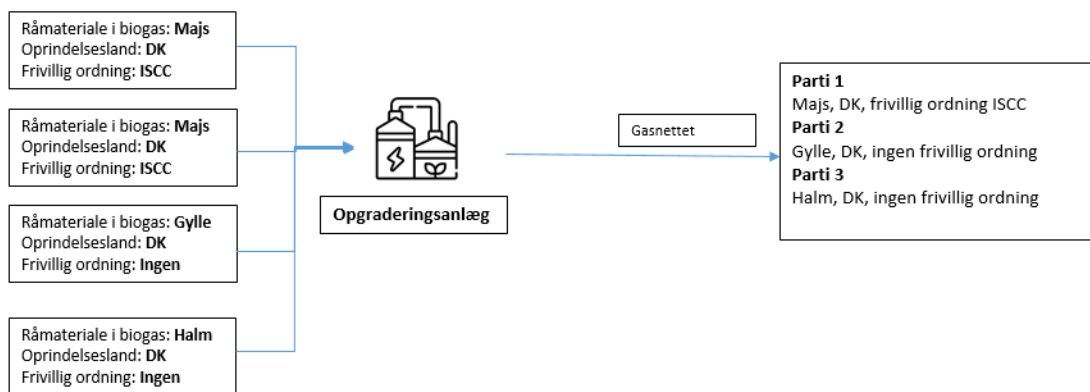 Råmateriale i biogas: Majs
Oprindelsesland: DK
Frivillig ordning: ISCC
Råmateriale i biogas: Majs
Oprindelsesland: DK
Frivillig ordning: ISCC
Råmateriale i biogas: Gylle
Oprindelsesland: DK
Frivillig ordning: Ingen
Råmateriale i biogas: Halm
Oprindelsesland: DK
Frivillig ordning: Ingen
Opgraderingsanlæg
Gasnettet
Parti 1
Majs, DK, frivillig ordning ISCC
Parti 2
Gylle, DK, ingen frivillig ordning
Parti 3
Halm, DK, ingen frivillig ordning